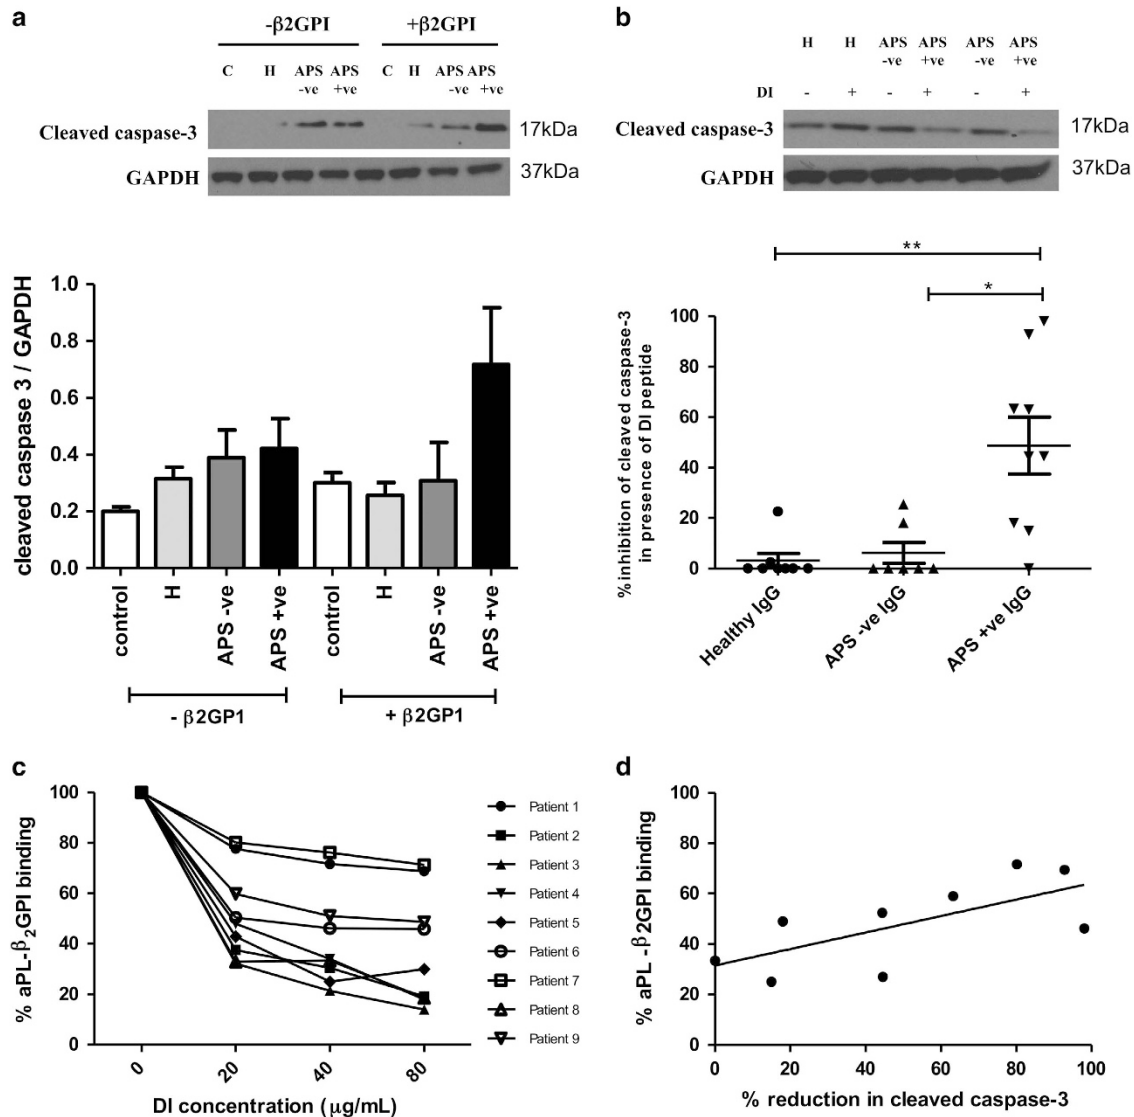 a
-β2GPI +β2GPI
C H APS APS C H APS APS
-ve +ve -ve +ve
Cleaved caspase-3 17kDa
GAPDH 37kDa
cleaved caspase 3 / GAPDH
1.0
0.8
0.6
0.4
0.2
0.0
control H APS -ve APS +ve control H APS -ve APS +ve
- β2GP1 + β2GP1
b
H H APS APS APS APS
-ve +ve -ve +ve
DI - + - + - +
Cleaved caspase-3 17kDa
GAPDH 37kDa
**
*
% inhibition of cleaved caspase-3
in presence of DI peptide
100
80
60
40
20
0
Healthy IgG APS -ve IgG APS +ve IgG
c
% aPL-β2GPI binding
100
80
60
40
20
0
0 20 40 80
DI concentration (μg/mL)
Patient 1
Patient 2
Patient 3
Patient 4
Patient 5
Patient 6
Patient 7
Patient 8
Patient 9
d
% aPL -β2GPI binding
100
80
60
40
20
0
0 20 40 60 80 100
% reduction in cleaved caspase-3